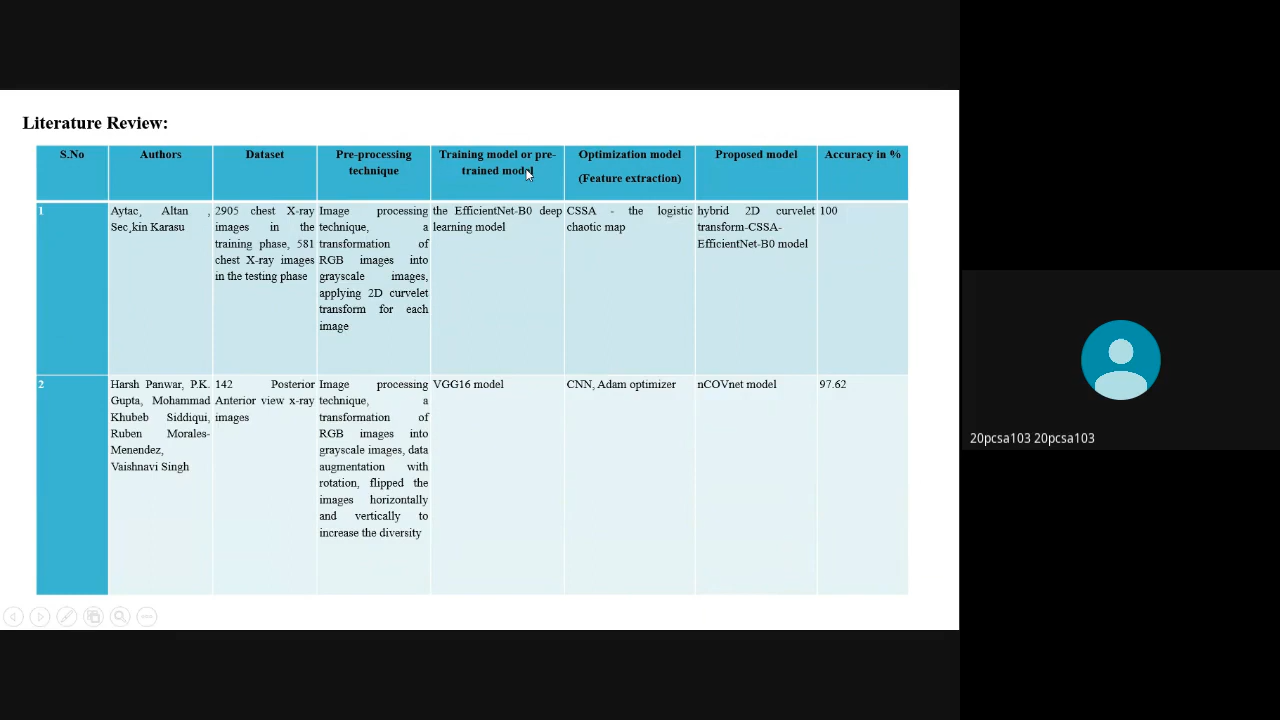 Literature Review:
S.No
Authors
Dataset
Pre-processing
technique
Training model or pre-
trained model
Optimization model
(Feature extraction)
Proposed model
Accuracy in %
1
Aytac¸ Altan ,
Sec¸kin Karasu
2905 chest X-ray
images in the
training phase, 581
chest X-ray images
in the testing phase
Image processing
technique, a
transformation of
RGB images into
grayscale images,
applying 2D curvelet
transform for each
image
the EfficientNet-B0 deep
learning model
CSSA - the logistic
chaotic map
hybrid 2D curvelet
transform-CSSA-
EfficientNet-B0 model
100
2
Harsh Panwar, P.K.
Gupta, Mohammad
Khubeb Siddiqui,
Ruben Morales-
Menendez,
Vaishnavi Singh
142 Posterior
Anterior view x-ray
images
Image processing
technique, a
transformation of
RGB images into
grayscale images, data
augmentation with
rotation, flipped the
images horizontally
and vertically to
increase the diversity
VGG16 model
CNN, Adam optimizer
nCOVnet model
97.62
20pcsa103 20pcsa103